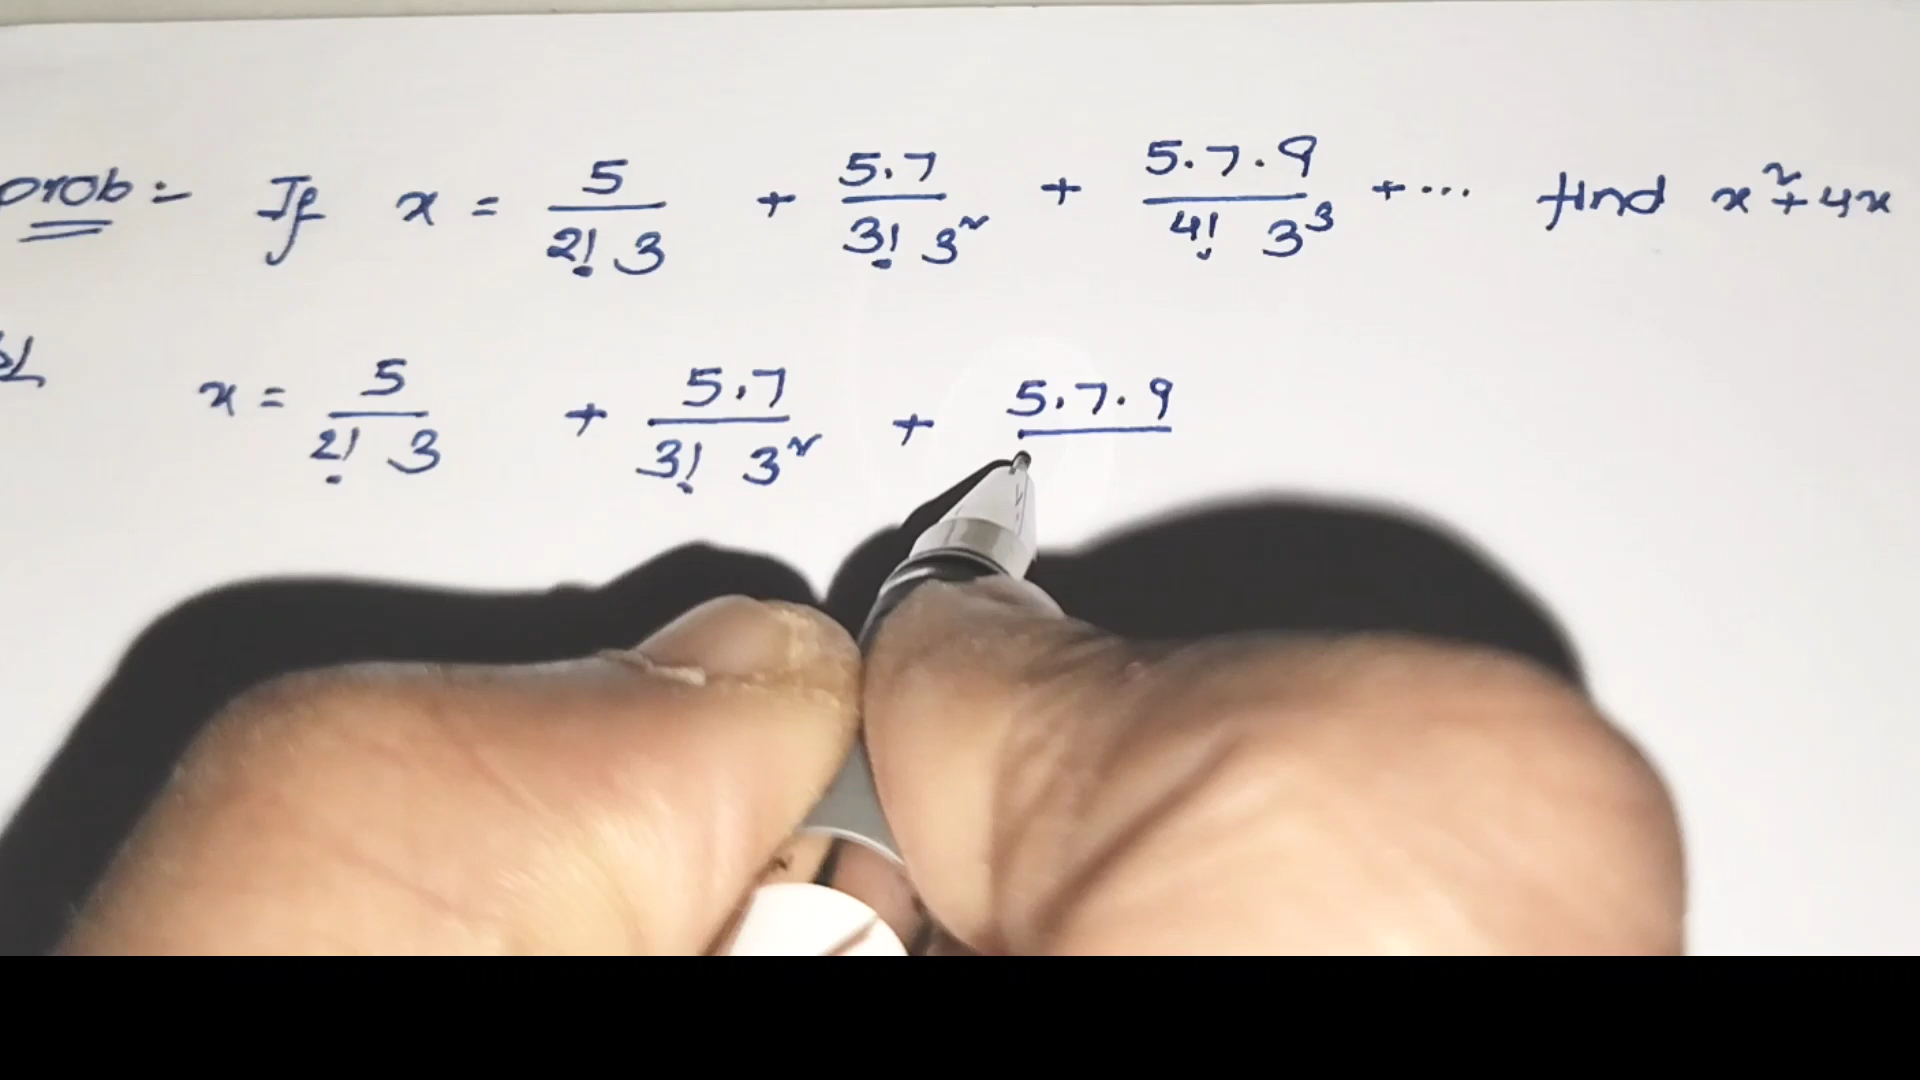 prob:- If x = 5/(2! 3) + 5.7/(3! 3²) + 5.7.9/(4! 3³) + ... find x²+4x
x = 5/(2! 3) + 5.7/(3! 3²) + 5.7.9